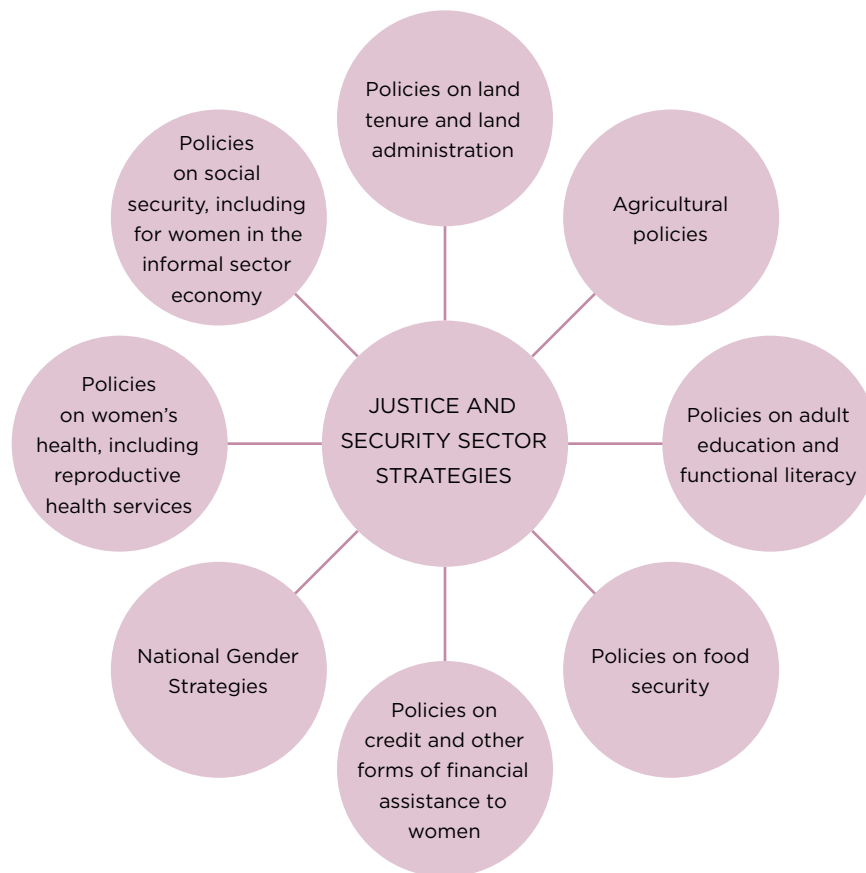 Policies on land
tenure and land
administration
Agricultural
policies
Policies on adult
education and
functional literacy
Policies on food
security
Policies on
credit and other
forms of financial
assistance to
women
National Gender
Strategies
Policies
on women’s
health, including
reproductive
health services
Policies
on social
security, including
for women in the
informal sector
economy
JUSTICE AND
SECURITY SECTOR
STRATEGIES